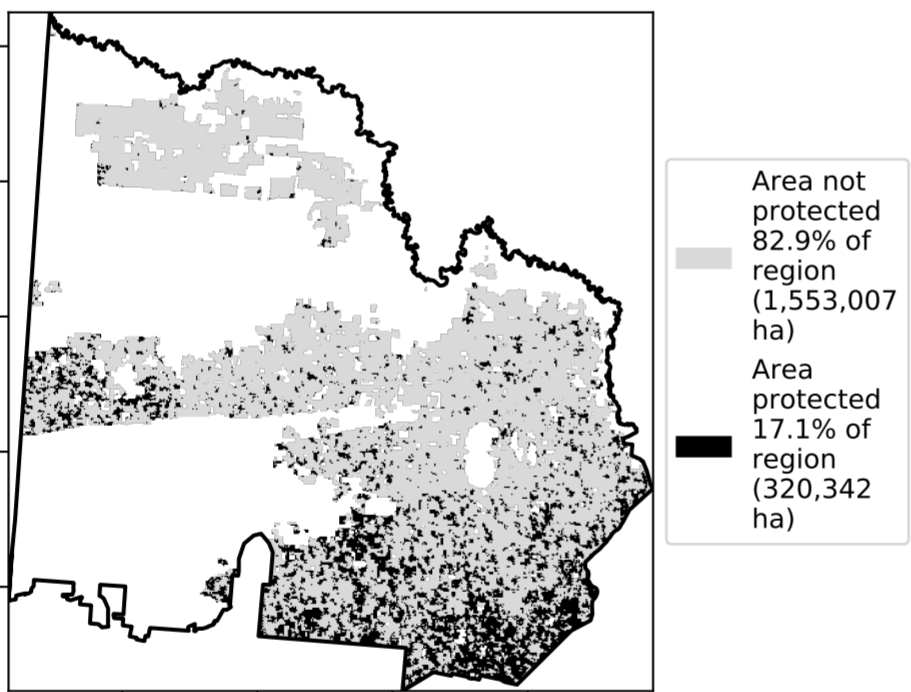 Area not
protected
82.9% of
region
(1,553,007
ha)
Area
protected
17.1% of
region
(320,342
ha)